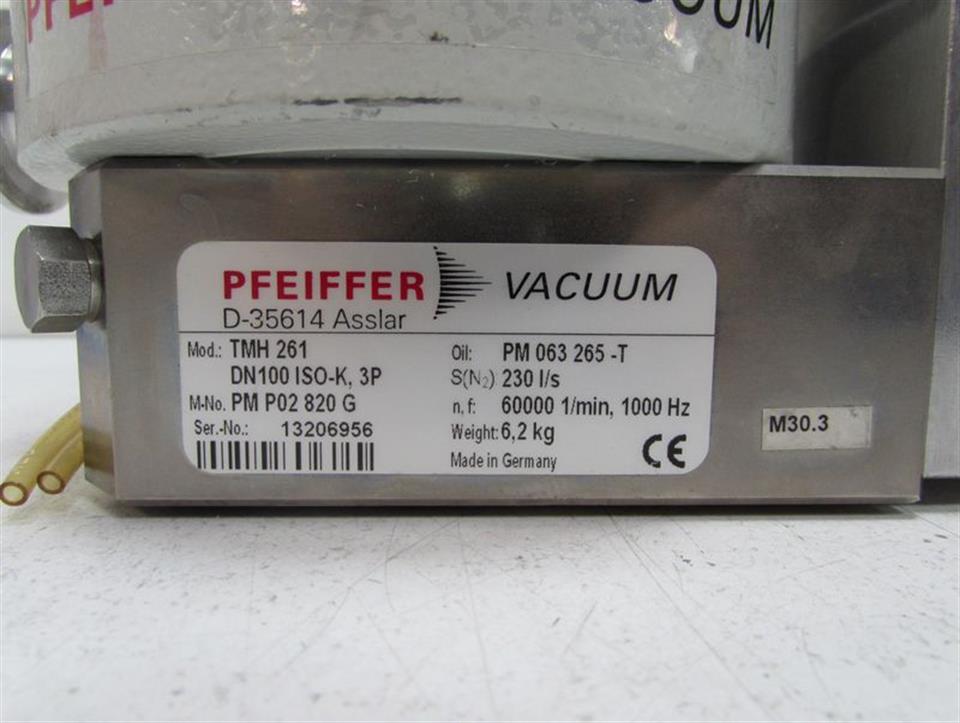 VACUUM
PFEIFFER VACUUM
D-35614 Asslar
Mod.: TMH 261
DN100 ISO-K, 3P
M-No. PM P02 820 G
Ser.-No.: 13206956
Oil: PM 063 265 -T
S(N₂) 230 l/s
n, f: 60000 1/min, 1000 Hz
Weight: 6,2 kg
Made in Germany
CE
M30.3